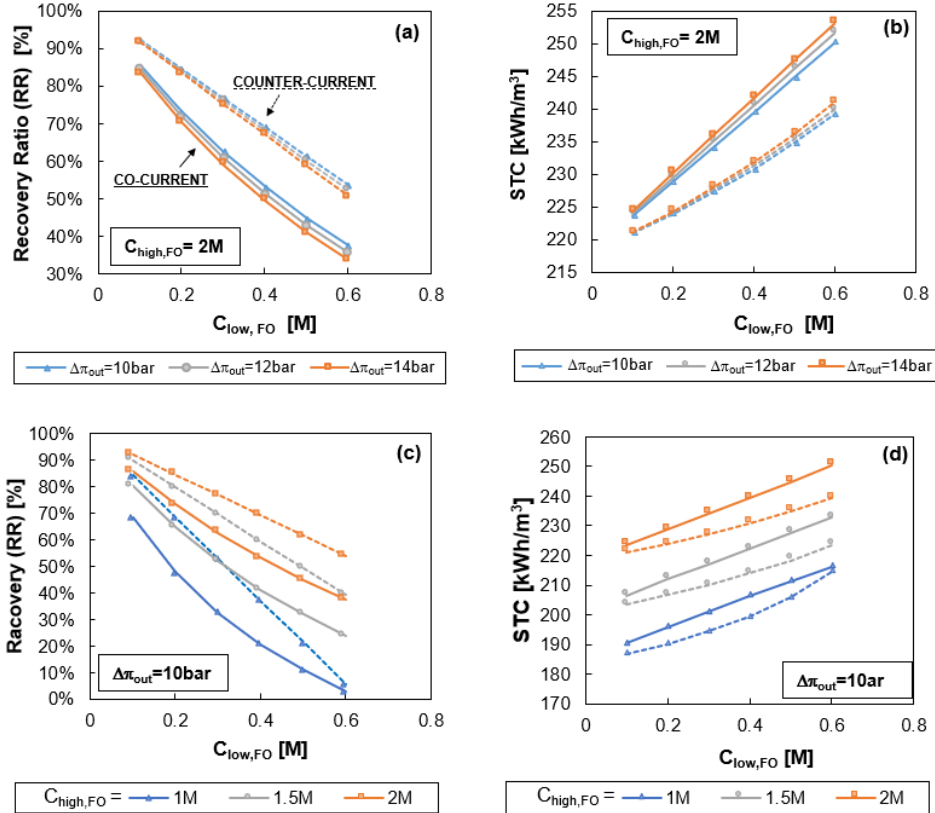 (a)
Recovery Ratio (RR) [%]
100%
90%
80%
70%
60%
50%
40%
30%
COUNTER-CURRENT
CO-CURRENT
C_high,FO= 2M
0 0.2 0.4 0.6 0.8
C_low, FO [M]
Δπ_out=10bar Δπ_out=12bar Δπ_out=14bar
(b)
STC [kWh/m³]
255
250
245
240
235
230
225
220
215
C_high,FO= 2M
0 0.2 0.4 0.6 0.8
C_low,FO [M]
Δπ_out=10bar Δπ_out=12bar Δπ_out=14bar
(c)
Racovery (RR) [%]
100%
90%
80%
70%
60%
50%
40%
30%
20%
10%
0%
Δπ_out=10bar
0 0.2 0.4 0.6 0.8
C_low,FO [M]
C_high,FO = 1M 1.5M 2M
(d)
STC [kWh/m³]
260
250
240
230
220
210
200
190
180
170
Δπ_out=10ar
0 0.2 0.4 0.6 0.8
C_low,FO [M]
C_high,FO = 1M 1.5M 2M